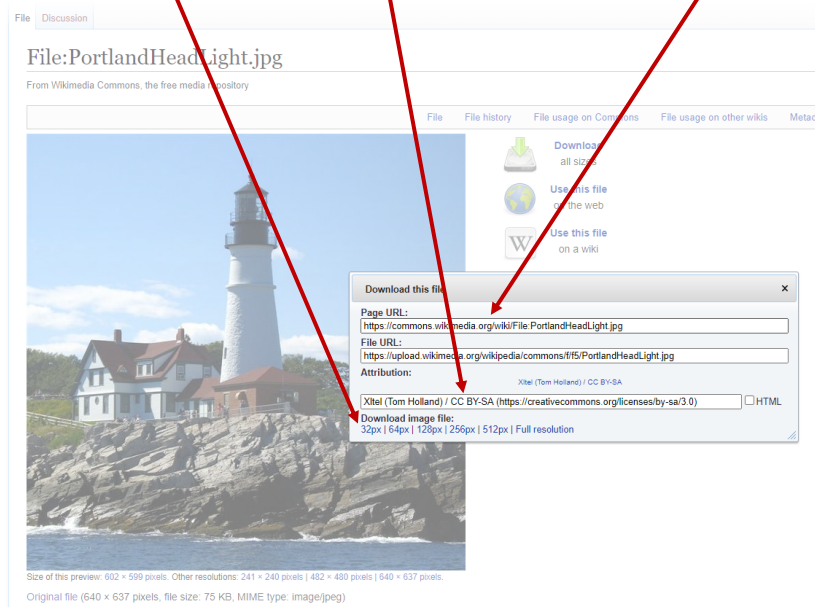 File Discussion
File:PortlandHeadLight.jpg
From Wikimedia Commons, the free media repository
File File history File usage on Commons File usage on other wikis Metad
Download
all sizes
Use this file
on the web
Use this file
on a wiki
W
Download this file x
Page URL:
https://commons.wikimedia.org/wiki/File:PortlandHeadLight.jpg
File URL:
https://upload.wikimedia.org/wikipedia/commons/f/f5/PortlandHeadLight.jpg
Attribution:
Xltel (Tom Holland) / CC BY-SA
Xltel (Tom Holland) / CC BY-SA (https://creativecommons.org/licenses/by-sa/3.0) HTML
Download image file:
32px | 64px | 128px | 256px | 512px | Full resolution
Size of this preview: 602 × 599 pixels. Other resolutions: 241 × 240 pixels | 482 × 480 pixels | 640 × 637 pixels.
Original file (640 × 637 pixels, file size: 75 KB, MIME type: image/jpeg)